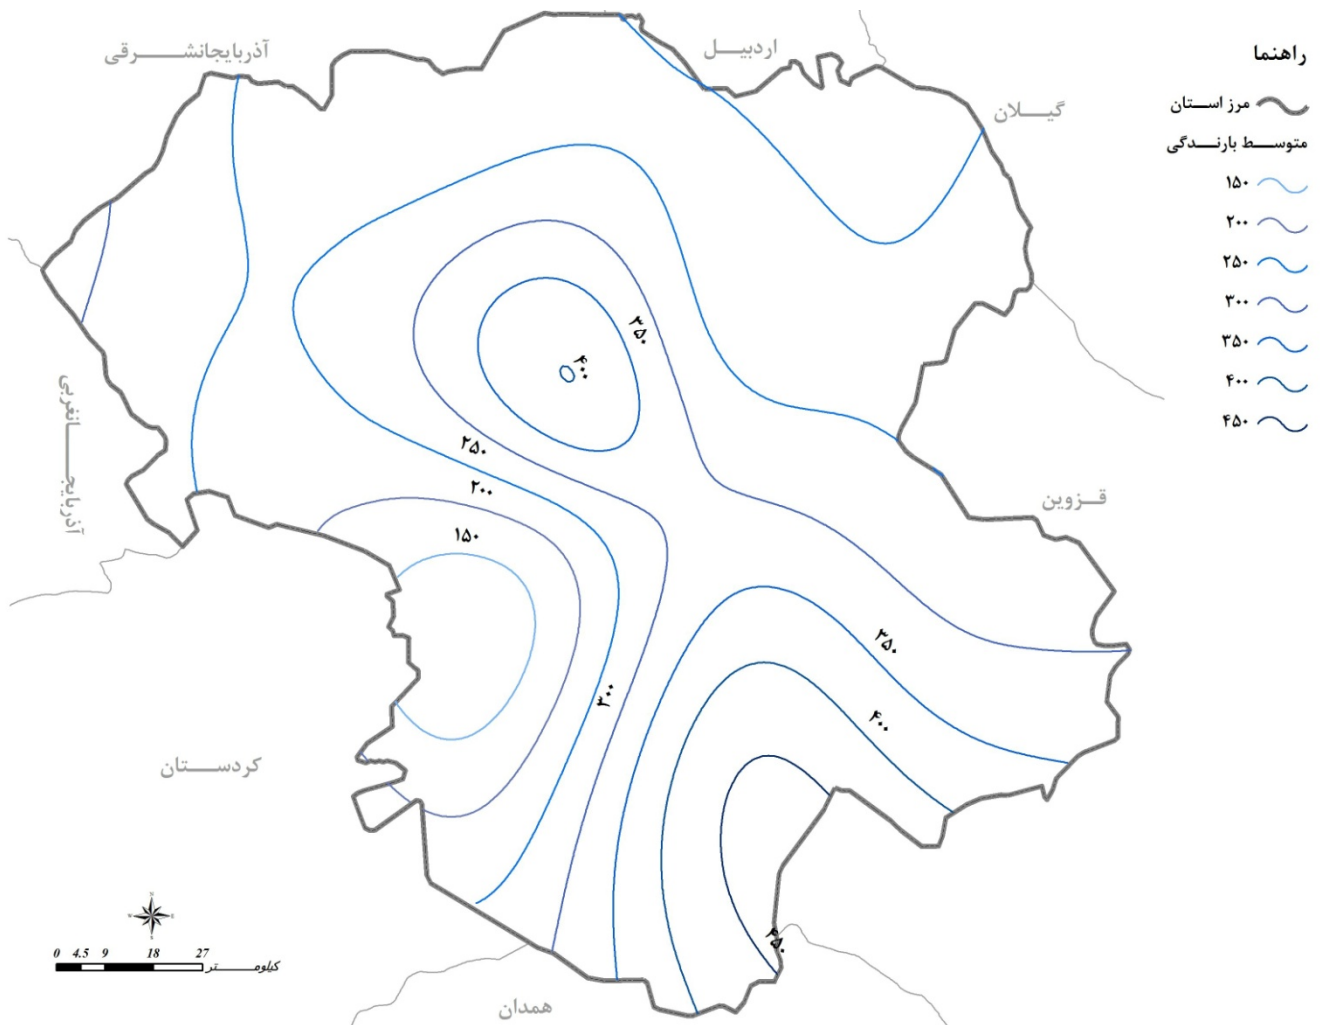 راهنما
مرز استان
متوسط بارندگی
۱۵۰
۲۰۰
۲۵۰
۳۰۰
۳۵۰
۴۰۰
۴۵۰
آذربایجانشرقی
اردبیل
گیلان
آذربایجانغربی
قزوین
کردستان
همدان
۳۵۰
۴۰۰
۲۵۰
۲۰۰
۱۵۰
۳۰۰
۳۵۰
۴۰۰
۴۵۰
N
W
E
S
0 4.5 9 18 27
کیلومتر